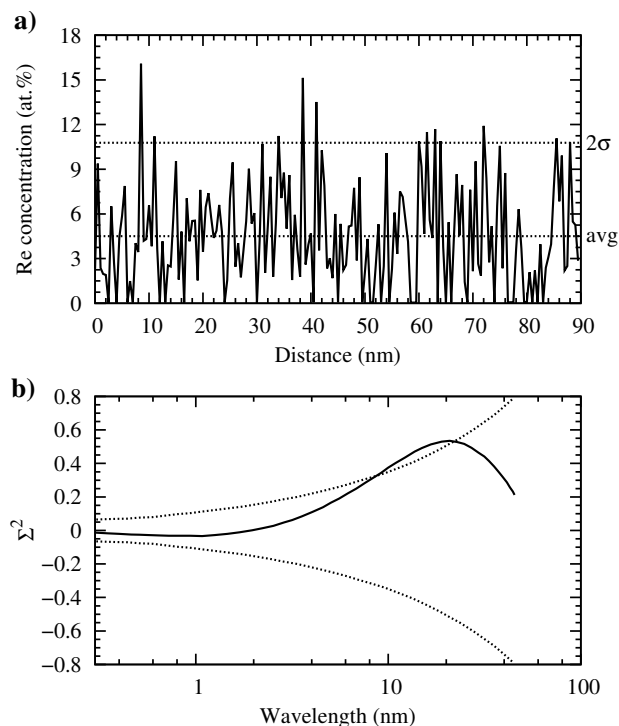 a)
Re concentration (at.%)
18
15
12
9
6
3
0
2σ
avg
0 10 20 30 40 50 60 70 80 90
Distance (nm)
b)
Σ²
0.8
0.6
0.4
0.2
0
−0.2
−0.4
−0.6
−0.8
1 10 100
Wavelength (nm)